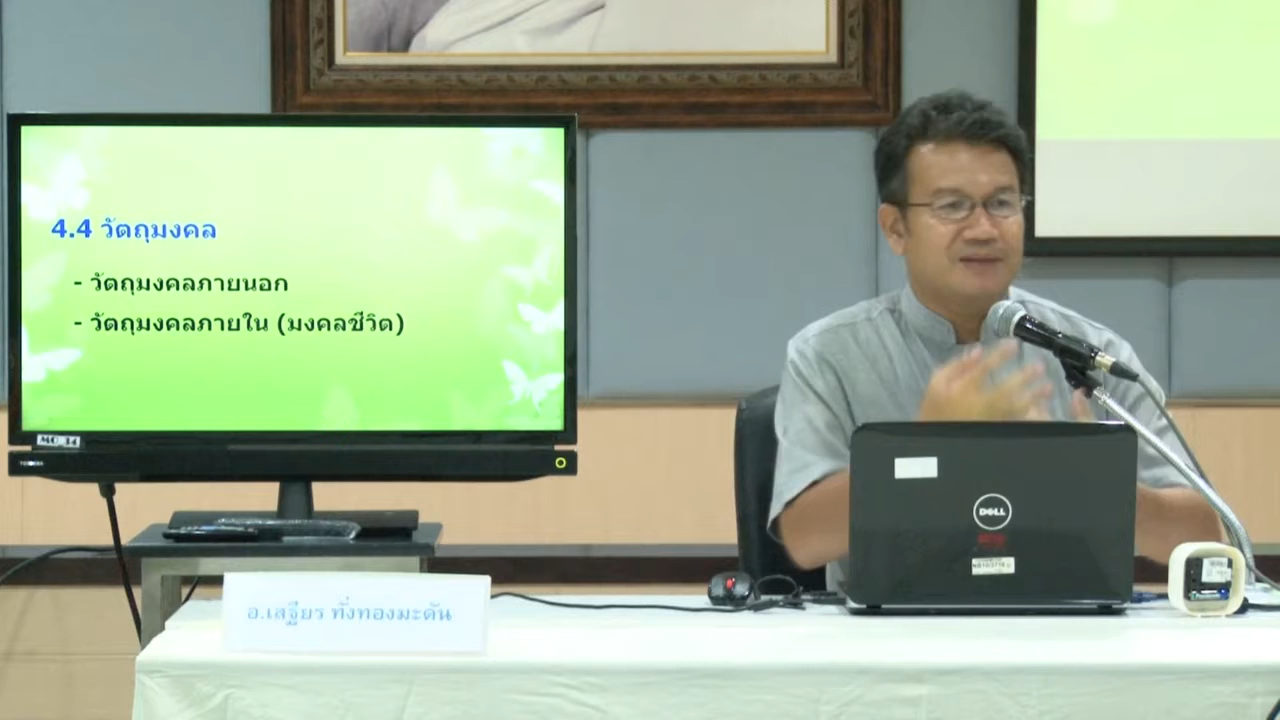 4.4 วัตถุมงคล
- วัตถุมงคลภายนอก
- วัตถุมงคลภายใน (มงคลชีวิต)
TOSHIBA
อ.เสฐียร ทั่งทองมะดัน
DELL